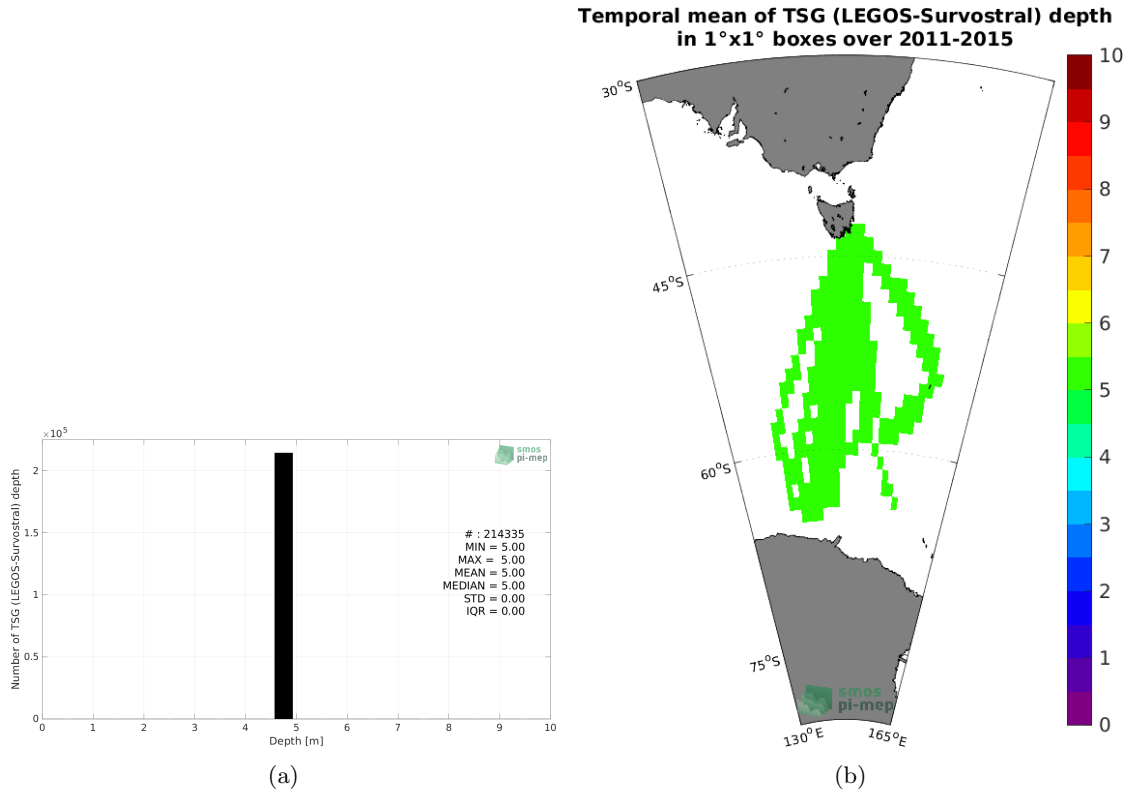 Temporal mean of TSG (LEGOS-Survostral) depth
in 1°x1° boxes over 2011-2015
30°S
45°S
60°S
75°S
130°E
165°E
10
9
8
7
6
5
4
3
2
1
0
smos
pi-mep
×10⁵
2
1.5
1
0.5
0
Number of TSG (LEGOS-Survostral) depth
smos
pi-mep
# : 214335
MIN = 5.00
MAX = 5.00
MEAN = 5.00
MEDIAN = 5.00
STD = 0.00
IQR = 0.00
0 1 2 3 4 5 6 7 8 9 10
Depth [m]
(a)
(b)